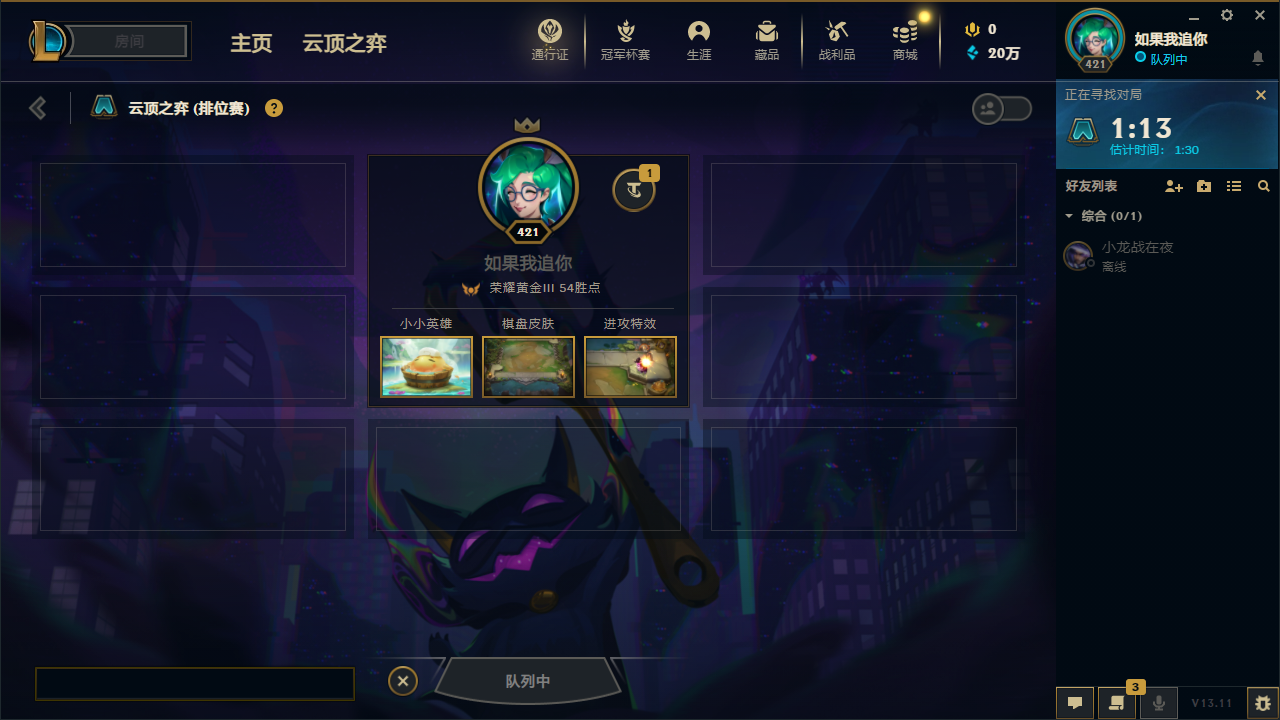 房间
主页
云顶之弈
通行证
冠军杯赛
生涯
藏品
战利品
商城
0
20万
如果我追你
队列中
421
云顶之弈 (排位赛)
?
正在寻找对局
1:13
估计时间： 1:30
好友列表
综合 (0/1)
小龙战在夜
离线
1
421
如果我追你
荣耀黄金III 54胜点
小小英雄
棋盘皮肤
进攻特效
队列中
3
V13.11